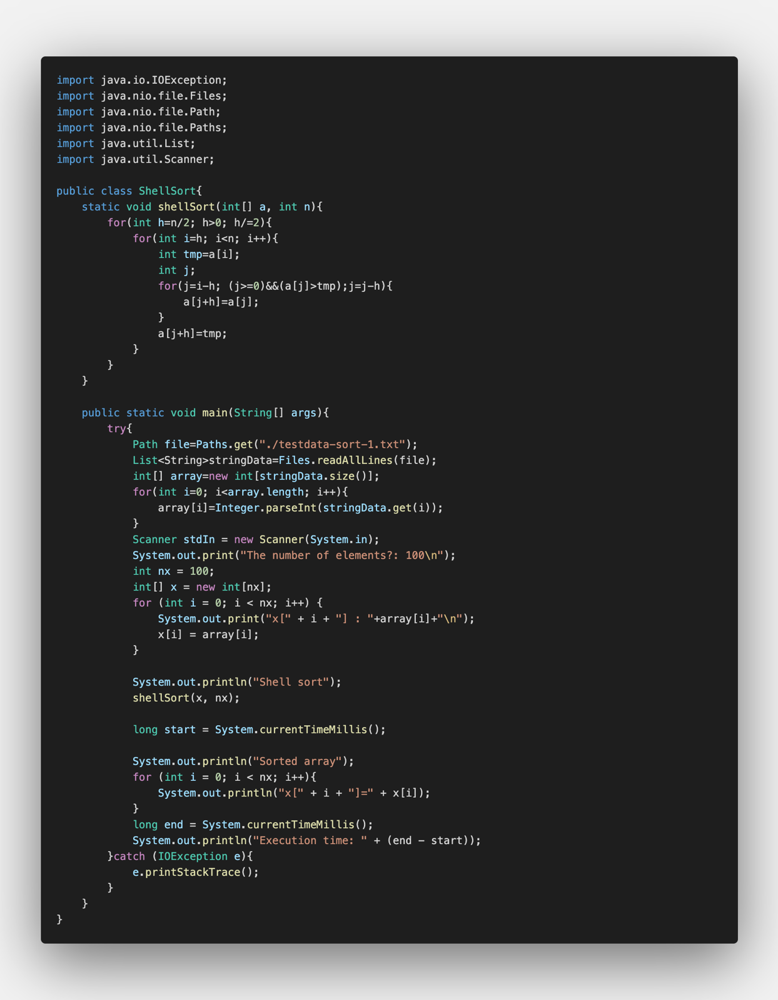 import java.io.IOException;
import java.nio.file.Files;
import java.nio.file.Path;
import java.nio.file.Paths;
import java.util.List;
import java.util.Scanner;

public class ShellSort{
    static void shellSort(int[] a, int n){
        for(int h=n/2; h>0; h/=2){
            for(int i=h; i<n; i++){
                int tmp=a[i];
                int j;
                for(j=i-h; (j>=0)&&(a[j]>tmp);j=j-h){
                    a[j+h]=a[j];
                }
                a[j+h]=tmp;
            }
        }
    }

    public static void main(String[] args){
        try{
            Path file=Paths.get("./testdata-sort-1.txt");
            List<String>stringData=Files.readAllLines(file);
            int[] array=new int[stringData.size()];
            for(int i=0; i<array.length; i++){
                array[i]=Integer.parseInt(stringData.get(i));
            }
            Scanner stdIn = new Scanner(System.in);
            System.out.print("The number of elements?: 100\n");
            int nx = 100;
            int[] x = new int[nx];
            for (int i = 0; i < nx; i++) {
                System.out.print("x[" + i + "] : "+array[i]+"\n");
                x[i] = array[i];
            }

            System.out.println("Shell sort");
            shellSort(x, nx);

            long start = System.currentTimeMillis();

            System.out.println("Sorted array");
            for (int i = 0; i < nx; i++){
                System.out.println("x[" + i + "]=" + x[i]);
            }
            long end = System.currentTimeMillis();
            System.out.println("Execution time: " + (end - start));
        }catch (IOException e){
            e.printStackTrace();
        }
    }
}